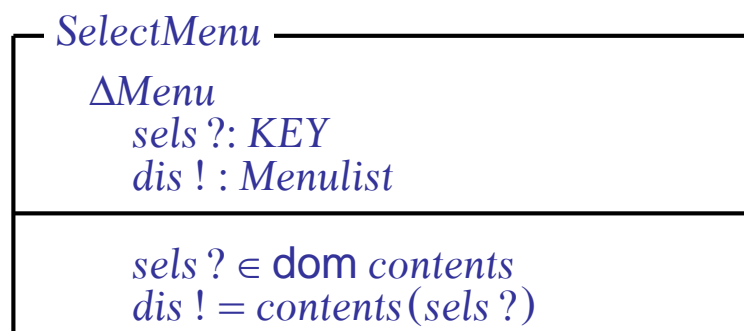 SelectMenu
ΔMenu
sels ?: KEY
dis ! : Menulist
sels ? ∈ dom contents
dis ! = contents(sels ?)